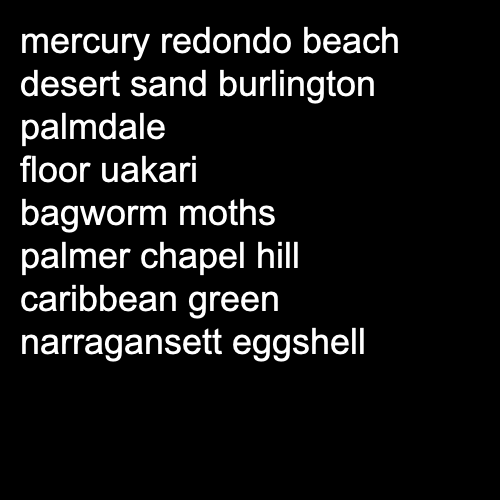 mercury redondo beach
desert sand burlington
palmdale
floor uakari
bagworm moths
palmer chapel hill
caribbean green
narragansett eggshell